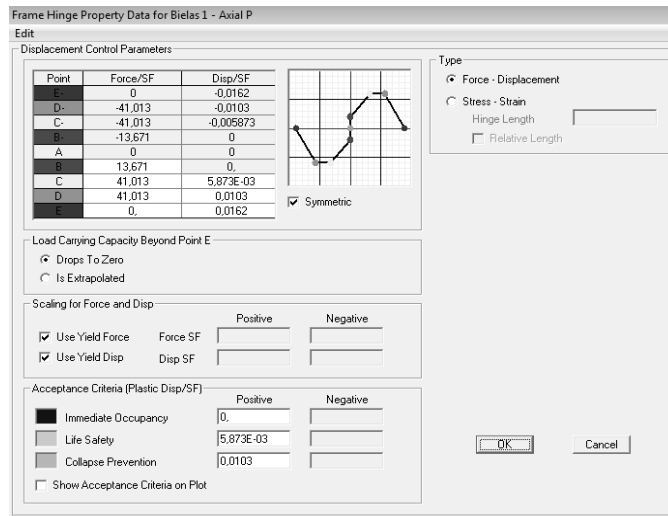 Frame Hinge Property Data for Bielas 1 - Axial P
Edit
Displacement Control Parameters
Point Force/SF Disp/SF
E- 0 -0,0162
D- -41,013 -0,0103
C- -41,013 -0,005873
B- -13,671 0
A 0 0
B 13,671 0,
C 41,013 5,873E-03
D 41,013 0,0103
E 0, 0,0162
Symmetric
Type
Force - Displacement
Stress - Strain
Hinge Length
Relative Length
Load Carrying Capacity Beyond Point E
Drops To Zero
Is Extrapolated
Scaling for Force and Disp
Positive Negative
Use Yield Force Force SF
Use Yield Disp Disp SF
Acceptance Criteria (Plastic Disp/SF)
Positive Negative
Immediate Occupancy 0,
Life Safety 5,873E-03
Collapse Prevention 0,0103
Show Acceptance Criteria on Plot
OK Cancel